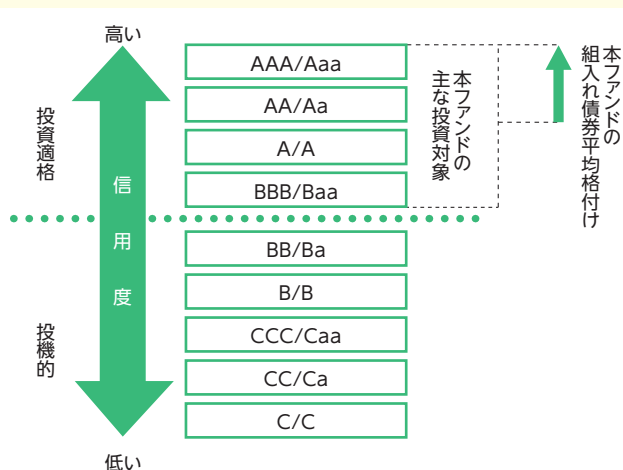 高い
投資適格
信用度
投機的
低い
AAA/Aaa
AA/Aa
A/A
BBB/Baa
BB/Ba
B/B
CCC/Caa
CC/Ca
C/C
本ファンドの
主な投資対象
本ファンドの
組入れ債券平均格付け